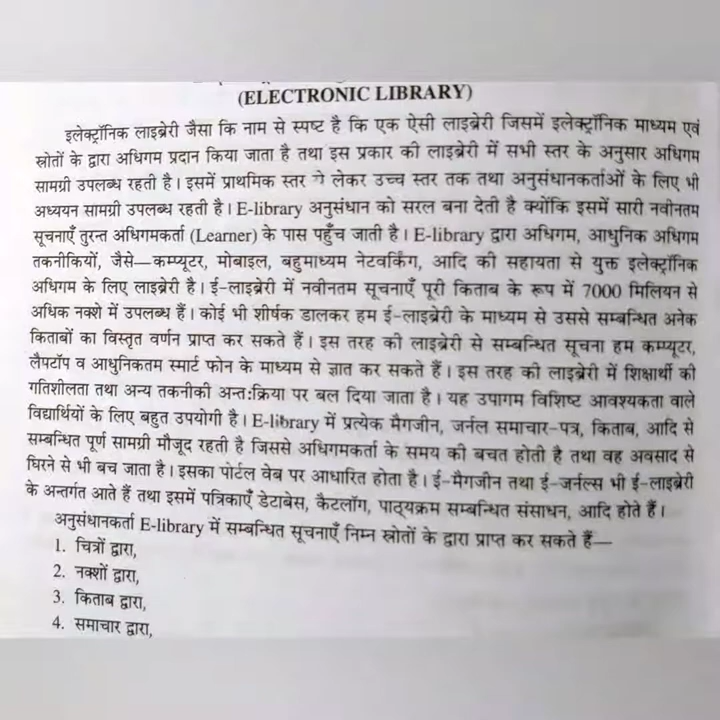 (ELECTRONIC LIBRARY)
इलेक्ट्रॉनिक लाइब्रेरी जैसा कि नाम से स्पष्ट है कि एक ऐसी लाइब्रेरी जिसमें इलेक्ट्रॉनिक माध्यम एवं
स्रोतों के द्वारा अधिगम प्रदान किया जाता है तथा इस प्रकार की लाइब्रेरी में सभी स्तर के अनुसार अधिगम
सामग्री उपलब्ध रहती है। इसमें प्राथमिक स्तर लेकर उच्च स्तर तक तथा अनुसंधानकर्ताओं के लिए भी
अध्ययन सामग्री उपलब्ध रहती है। E-library अनुसंधान को सरल बना देती है क्योंकि इसमें सारी नवीनतम
सूचनाएँ तुरन्त अधिगमकर्ता (Learner) के पास पहुँच जाती है। E-library द्वारा अधिगम, आधुनिक अधिगम
तकनीकियों, जैसे—कम्प्यूटर, मोबाइल, बहुमाध्यम नेटवर्किंग, आदि की सहायता से युक्त इलेक्ट्रॉनिक
अधिगम के लिए लाइब्रेरी है। ई-लाइब्रेरी में नवीनतम सूचनाएँ पूरी किताब के रूप में 7000 मिलियन से
अधिक नक्शे में उपलब्ध हैं। कोई भी शीर्षक डालकर हम ई-लाइब्रेरी के माध्यम से उससे सम्बन्धित अनेक
किताबों का विस्तृत वर्णन प्राप्त कर सकते हैं। इस तरह की लाइब्रेरी से सम्बन्धित सूचना हम कम्प्यूटर,
लैपटॉप व आधुनिकतम स्मार्ट फोन के माध्यम से ज्ञात कर सकते हैं। इस तरह की लाइब्रेरी में शिक्षार्थी की
गतिशीलता तथा अन्य तकनीकी अन्त:क्रिया पर बल दिया जाता है। यह उपागम विशिष्ट आवश्यकता वाले
विद्यार्थियों के लिए बहुत उपयोगी है। E-library में प्रत्येक मैगजीन, जर्नल समाचार-पत्र, किताब, आदि से
सम्बन्धित पूर्ण सामग्री मौजूद रहती है जिससे अधिगमकर्ता के समय की बचत होती है तथा वह अवसाद से
घिरने से भी बच जाता है। इसका पोर्टल वेब पर आधारित होता है। ई-मैगजीन तथा ई-जर्नल्स भी ई-लाइब्रेरी
के अन्तर्गत आते हैं तथा इसमें पत्रिकाएँ डेटाबेस, कैटलॉग, पाठ्यक्रम सम्बन्धित संसाधन, आदि होते हैं।
अनुसंधानकर्ता E-library में सम्बन्धित सूचनाएँ निम्न स्रोतों के द्वारा प्राप्त कर सकते हैं—
1. चित्रों द्वारा,
2. नक्शों द्वारा,
3. किताब द्वारा,
4. समाचार द्वारा,